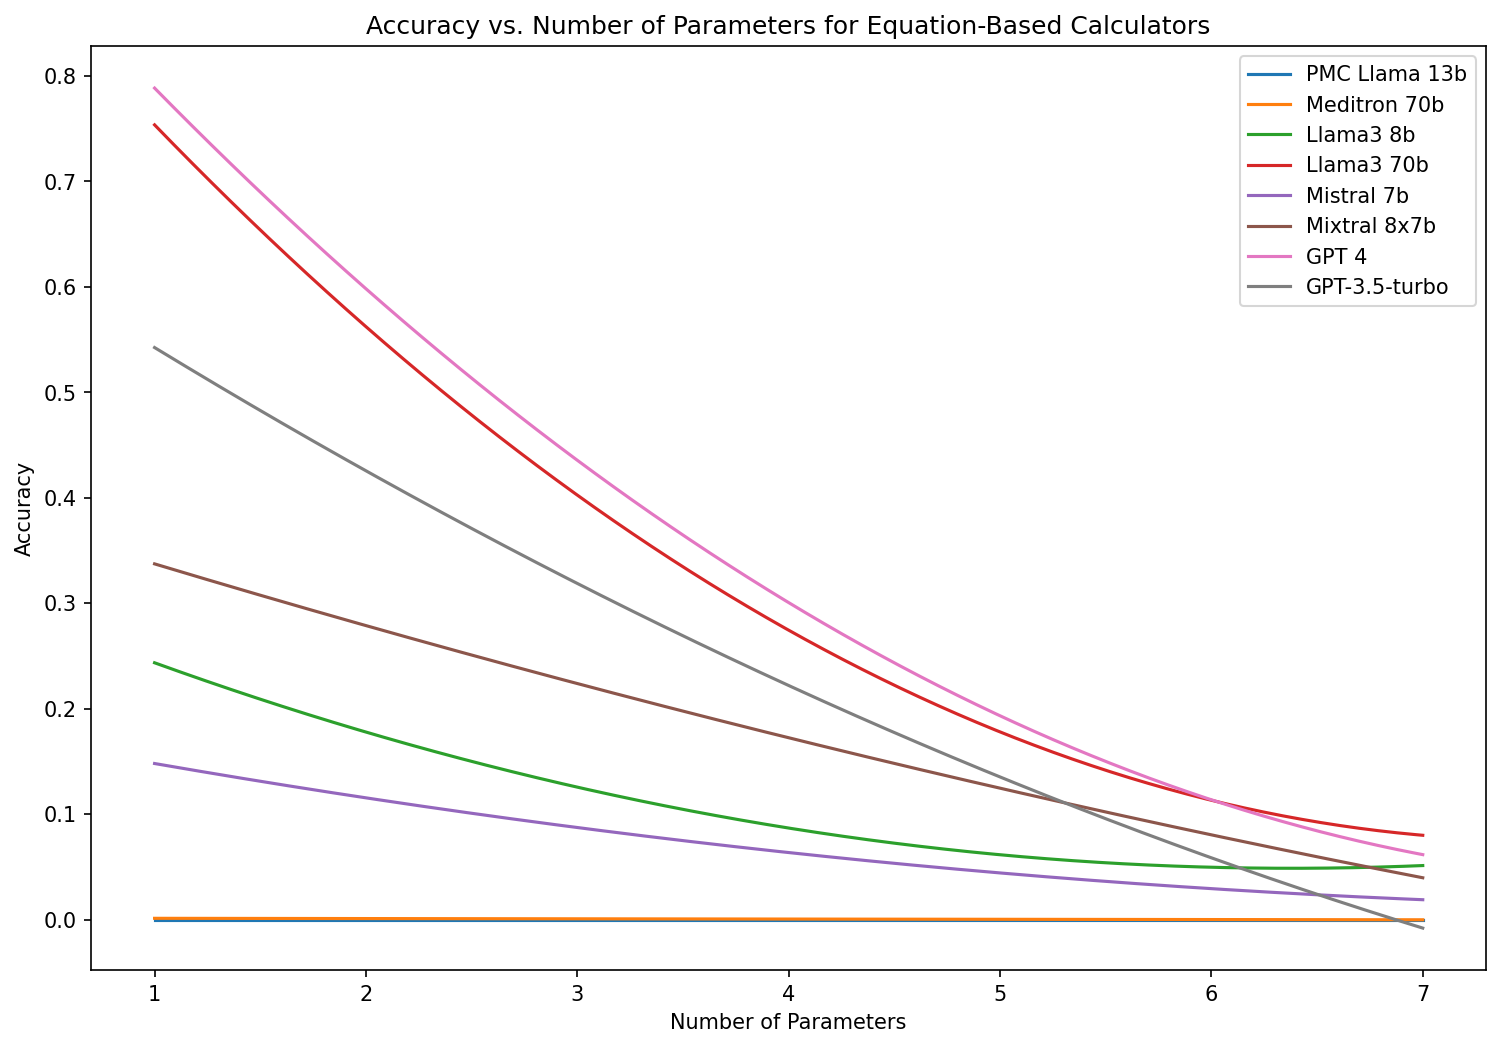 Accuracy vs. Number of Parameters for Equation-Based Calculators
PMC Llama 13b
Meditron 70b
Llama3 8b
Llama3 70b
Mistral 7b
Mixtral 8x7b
GPT 4
GPT-3.5-turbo
Accuracy
0.8
0.7
0.6
0.5
0.4
0.3
0.2
0.1
0.0
1 2 3 4 5 6 7
Number of Parameters